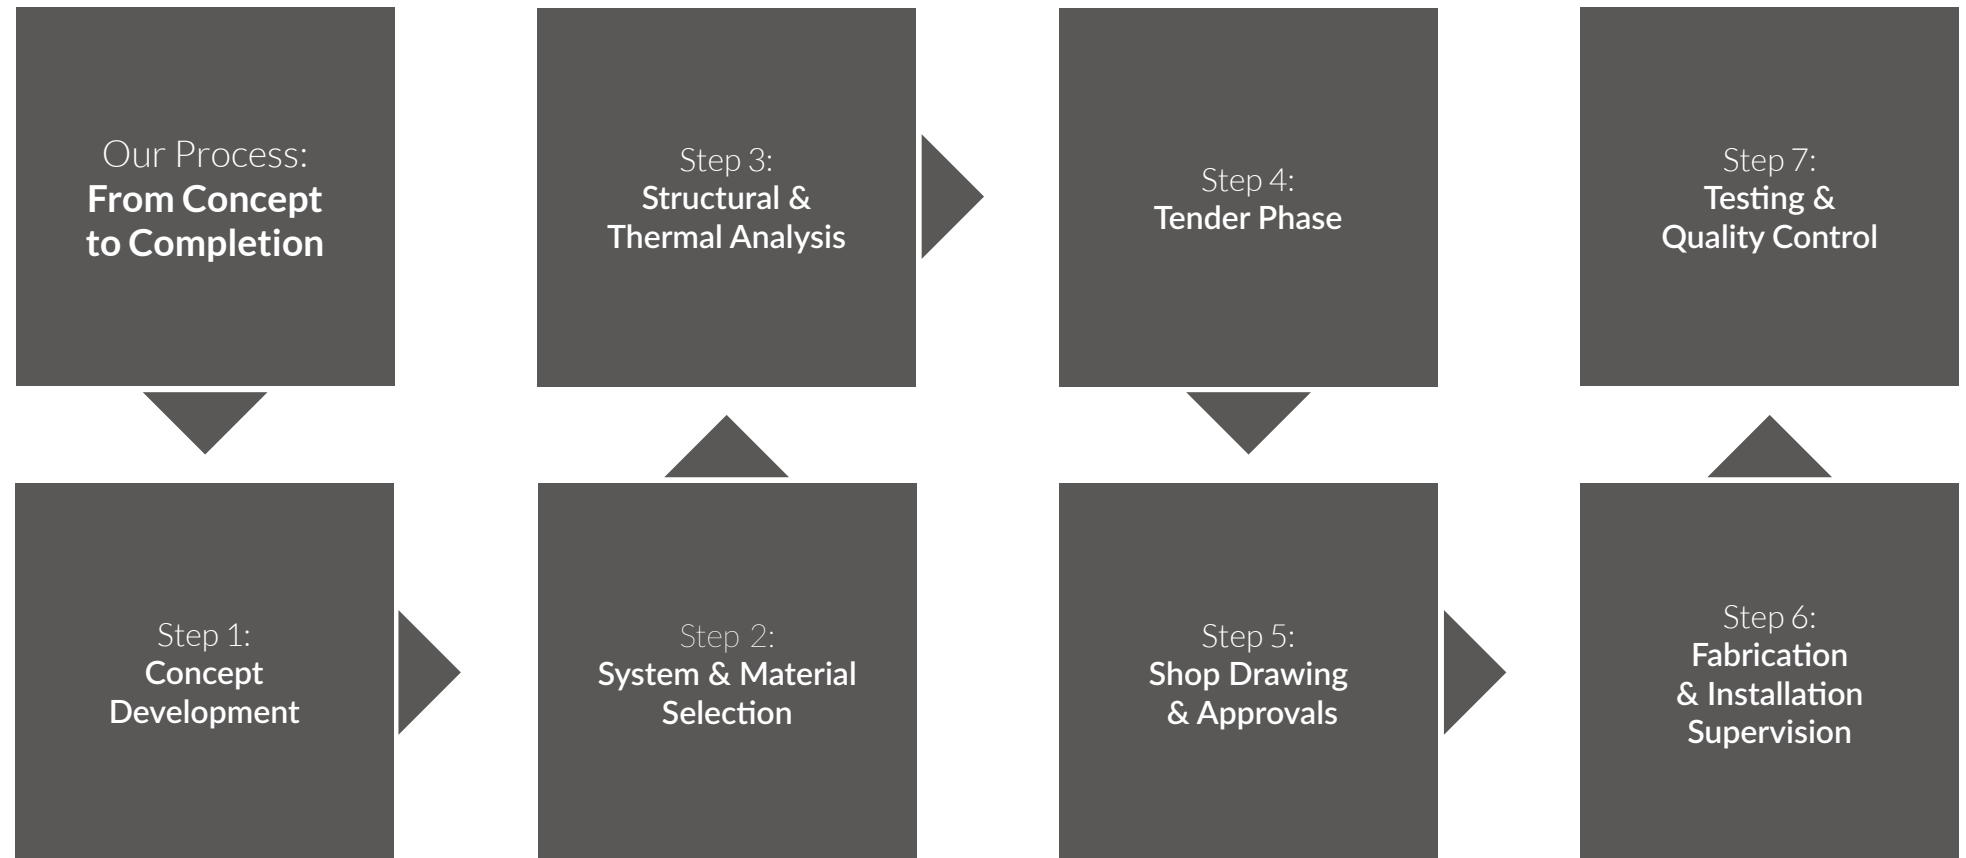 Our Process:
From Concept
to Completion
Step 1:
Concept
Development
Step 2:
System & Material
Selection
Step 3:
Structural &
Thermal Analysis
Step 4:
Tender Phase
Step 5:
Shop Drawing
& Approvals
Step 6:
Fabrication
& Installation
Supervision
Step 7:
Testing &
Quality Control